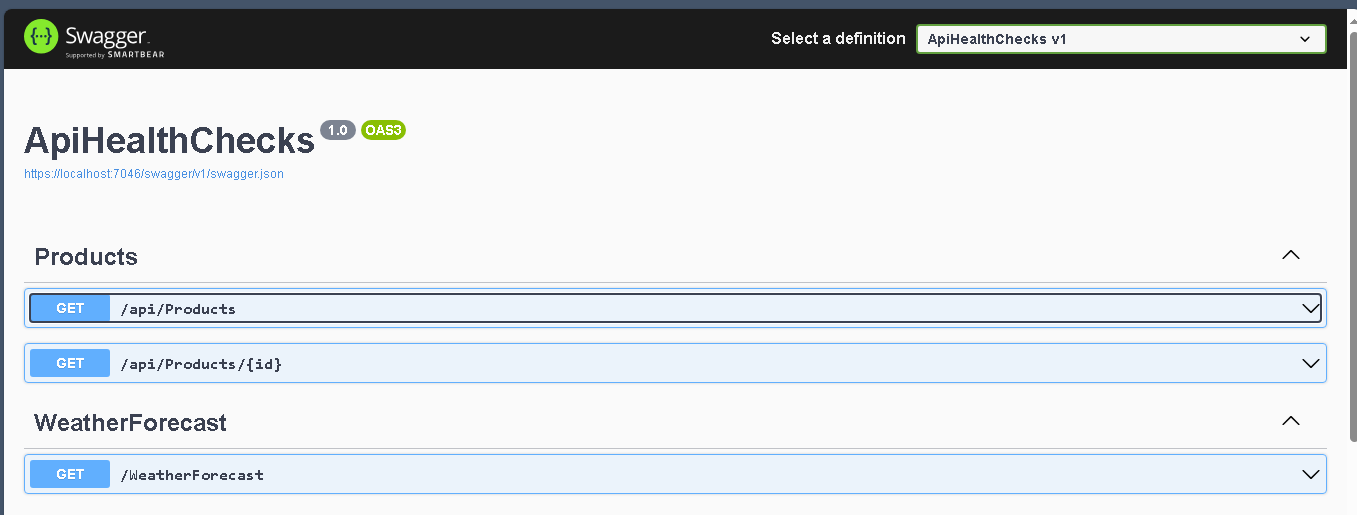 Swagger.
Supported by SMARTBEAR
Select a definition
ApiHealthChecks v1
ApiHealthChecks 1.0 OAS3
https://localhost:7046/swagger/v1/swagger.json
Products
GET /api/Products
GET /api/Products/{id}
WeatherForecast
GET /WeatherForecast